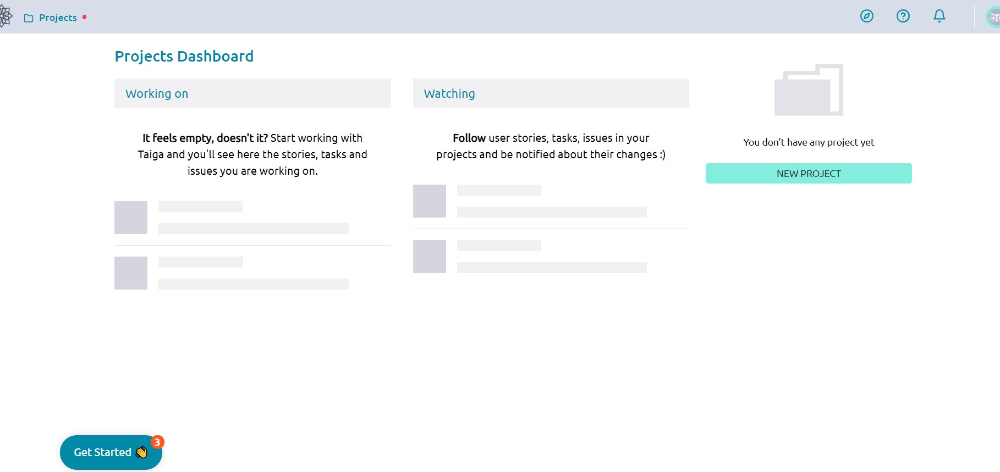 Projects
Projects Dashboard
Working on
It feels empty, doesn't it? Start working with
Taiga and you'll see here the stories, tasks and
issues you are working on.
Watching
Follow user stories, tasks, issues in your
projects and be notified about their changes :)
You don't have any project yet
NEW PROJECT
Get Started 👋
3